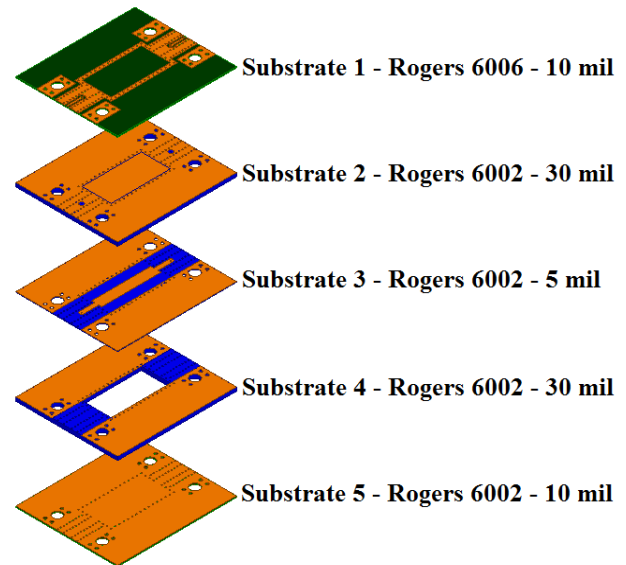 Substrate 1 - Rogers 6006 - 10 mil
Substrate 2 - Rogers 6002 - 30 mil
Substrate 3 - Rogers 6002 - 5 mil
Substrate 4 - Rogers 6002 - 30 mil
Substrate 5 - Rogers 6002 - 10 mil